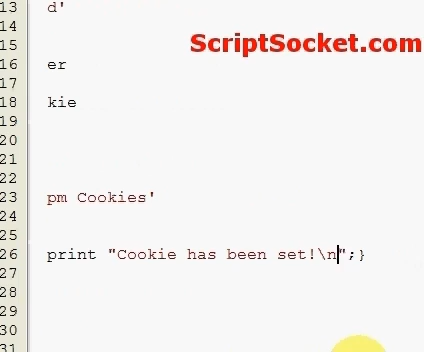 13 d'
14
ScriptSocket.com
15
16 er
17
18 kie
19
20
21
22
23 pm Cookies'
24
25
26 print "Cookie has been set!\n";}
27
28
29
30
31